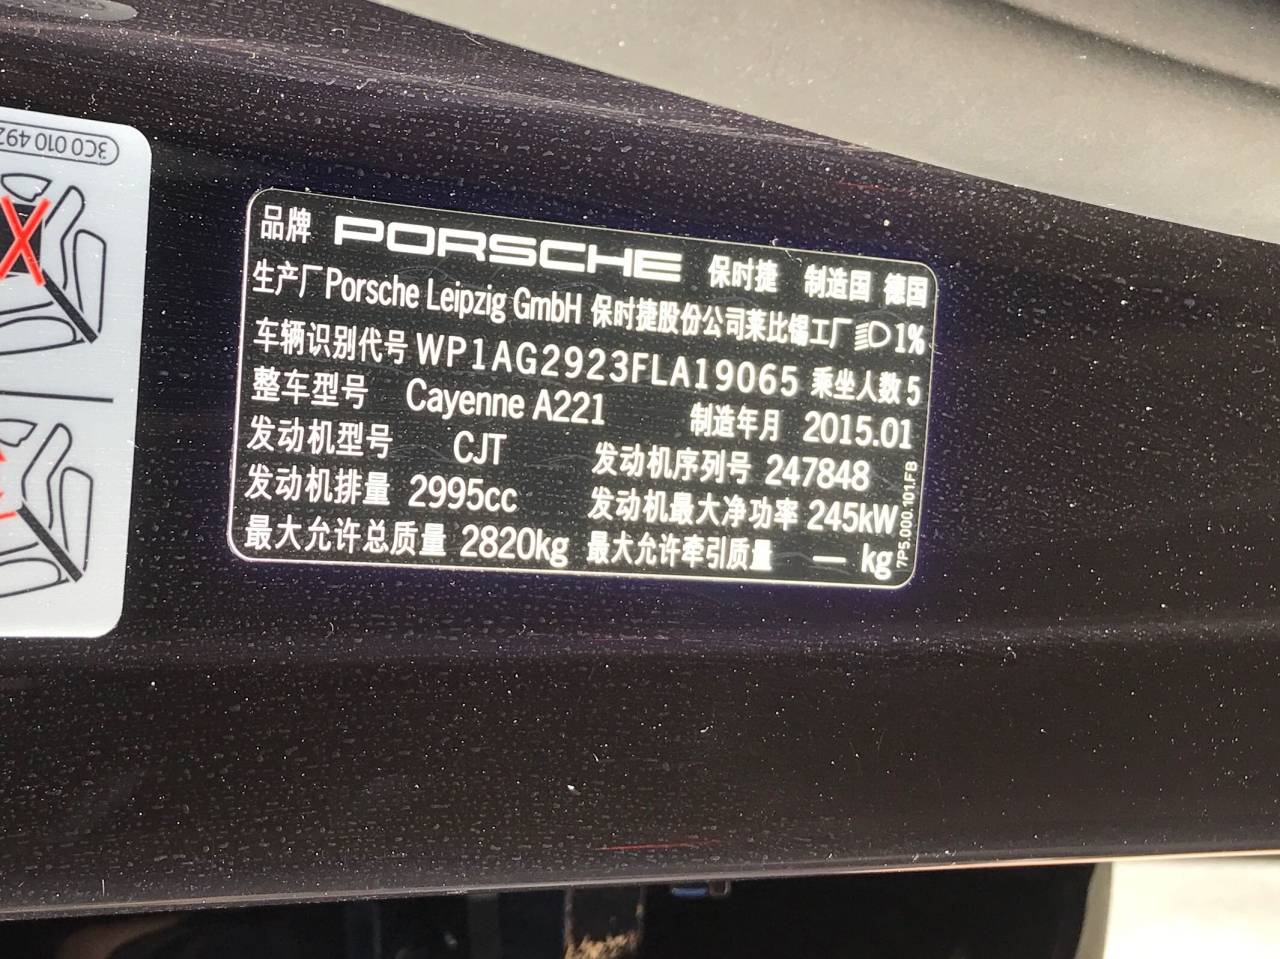 3C0 010 492
品牌 PORSCHE 保时捷 制造国 德国
生产厂 Porsche Leipzig GmbH 保时捷股份公司莱比锡工厂 1%
车辆识别代号 WP1AG2923FLA19065 乘坐人数 5
整车型号 Cayenne A221 制造年月 2015.01
发动机型号 CJT 发动机序列号 247848
发动机排量 2995cc 发动机最大净功率 245kW
最大允许总质量 2820kg 最大允许牵引质量 — kg
7P5.000.101.FB